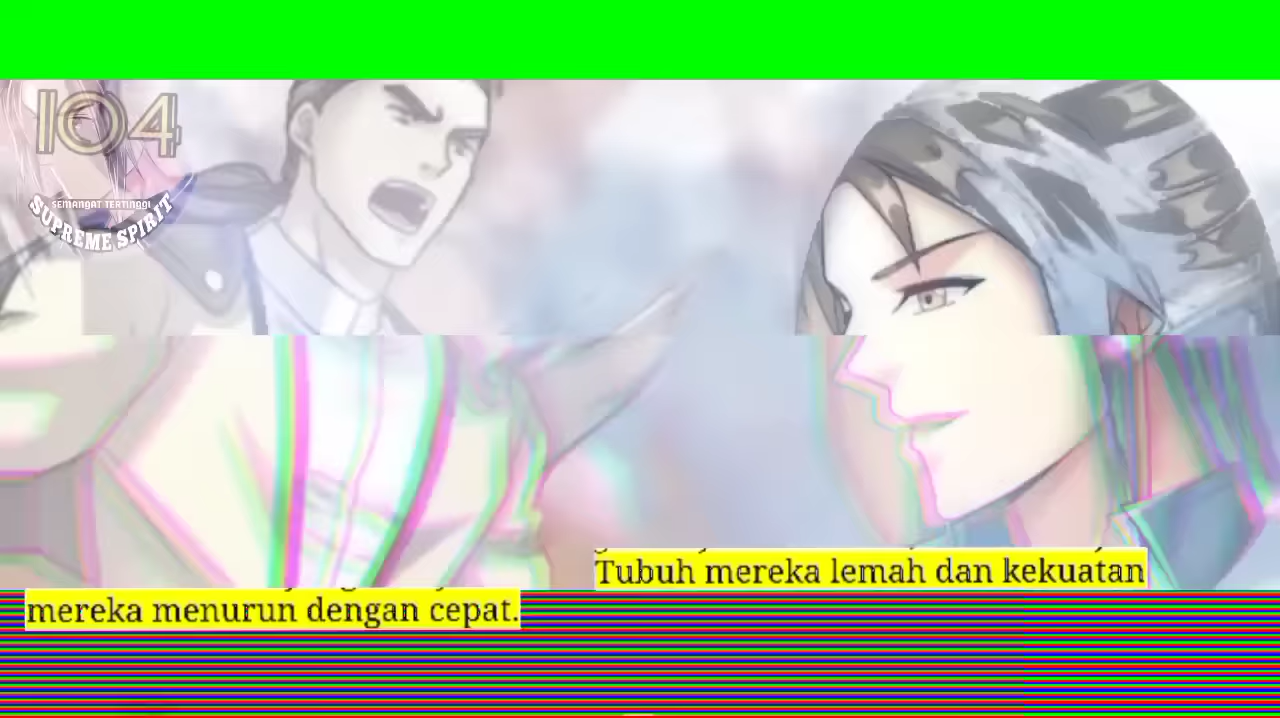 104
SEMANGAT TERTINGGI
SUPREME SPIRIT
Tubuh mereka lemah dan kekuatan
mereka menurun dengan cepat.